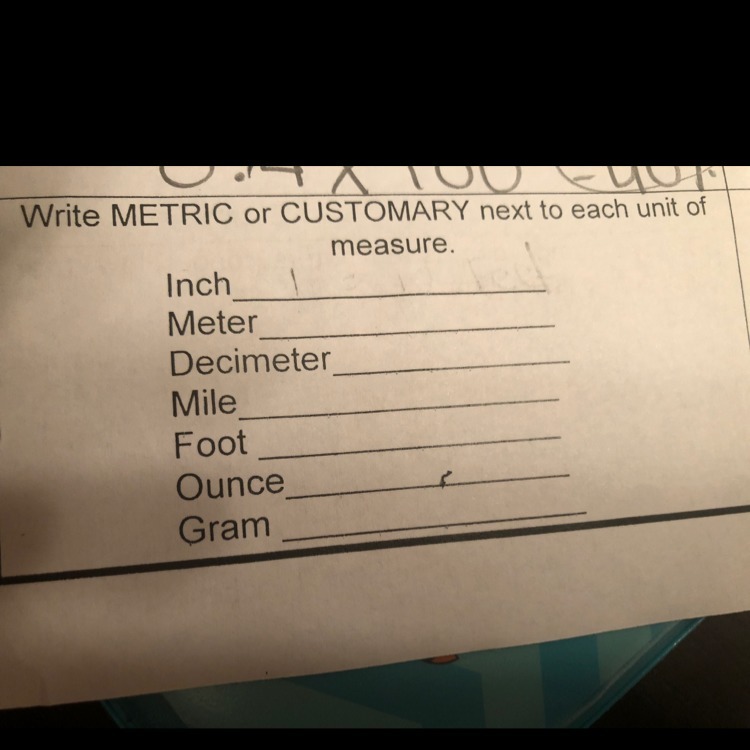 Write METRIC or CUSTOMARY next to each unit of
measure.
Inch
Meter
Decimeter
Mile
Foot
Ounce
Gram